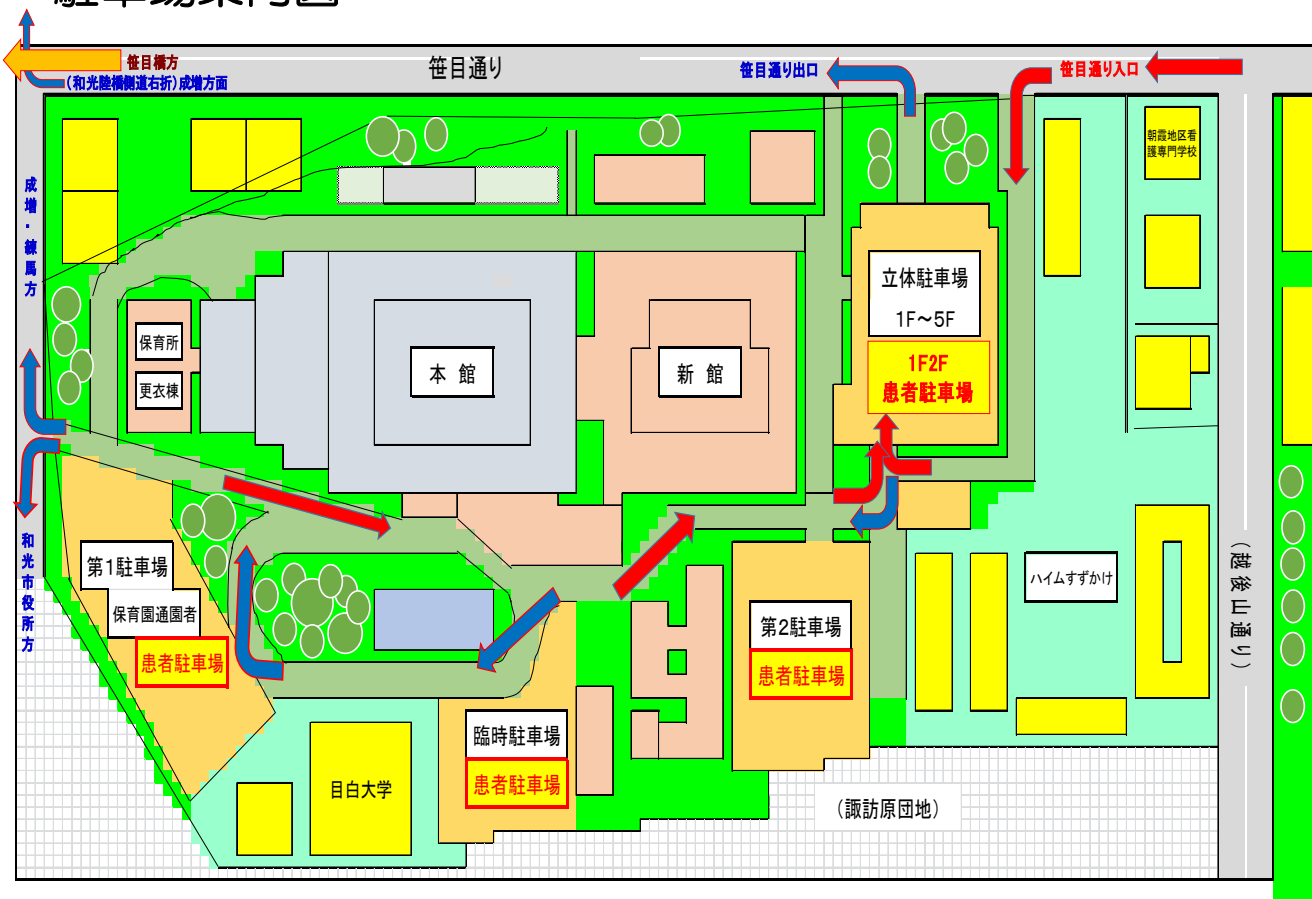 駐車場案内図
笹目橋方
(和光陸橋側道右折)成増方面
笹目通り
笹目通り出口
笹目通り入口
朝霞地区看
護専門学校
成増・練馬方
立体駐車場
1F～5F
1F2F
患者駐車場
保育所
更衣棟
本 館
新 館
和光市役所方
第1駐車場
保育園通園者
患者駐車場
第2駐車場
患者駐車場
ハイムすずかけ
(越後山通り)
臨時駐車場
患者駐車場
目白大学
(諏訪原団地)